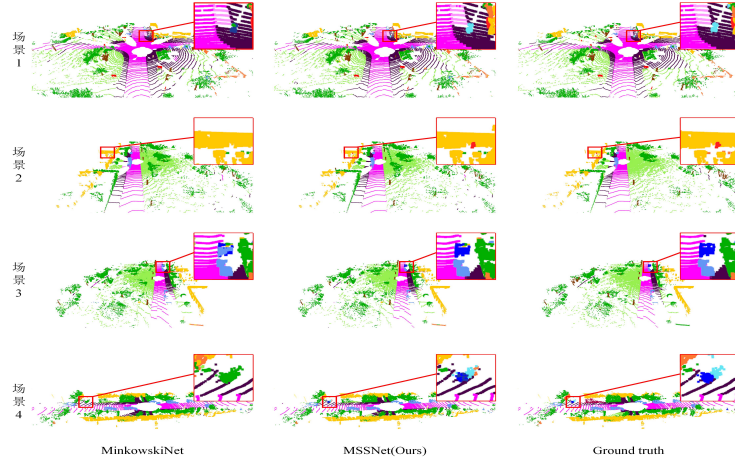 场
景
1
场
景
2
场
景
3
场
景
4
MinkowskiNet MSSNet(Ours) Ground truth